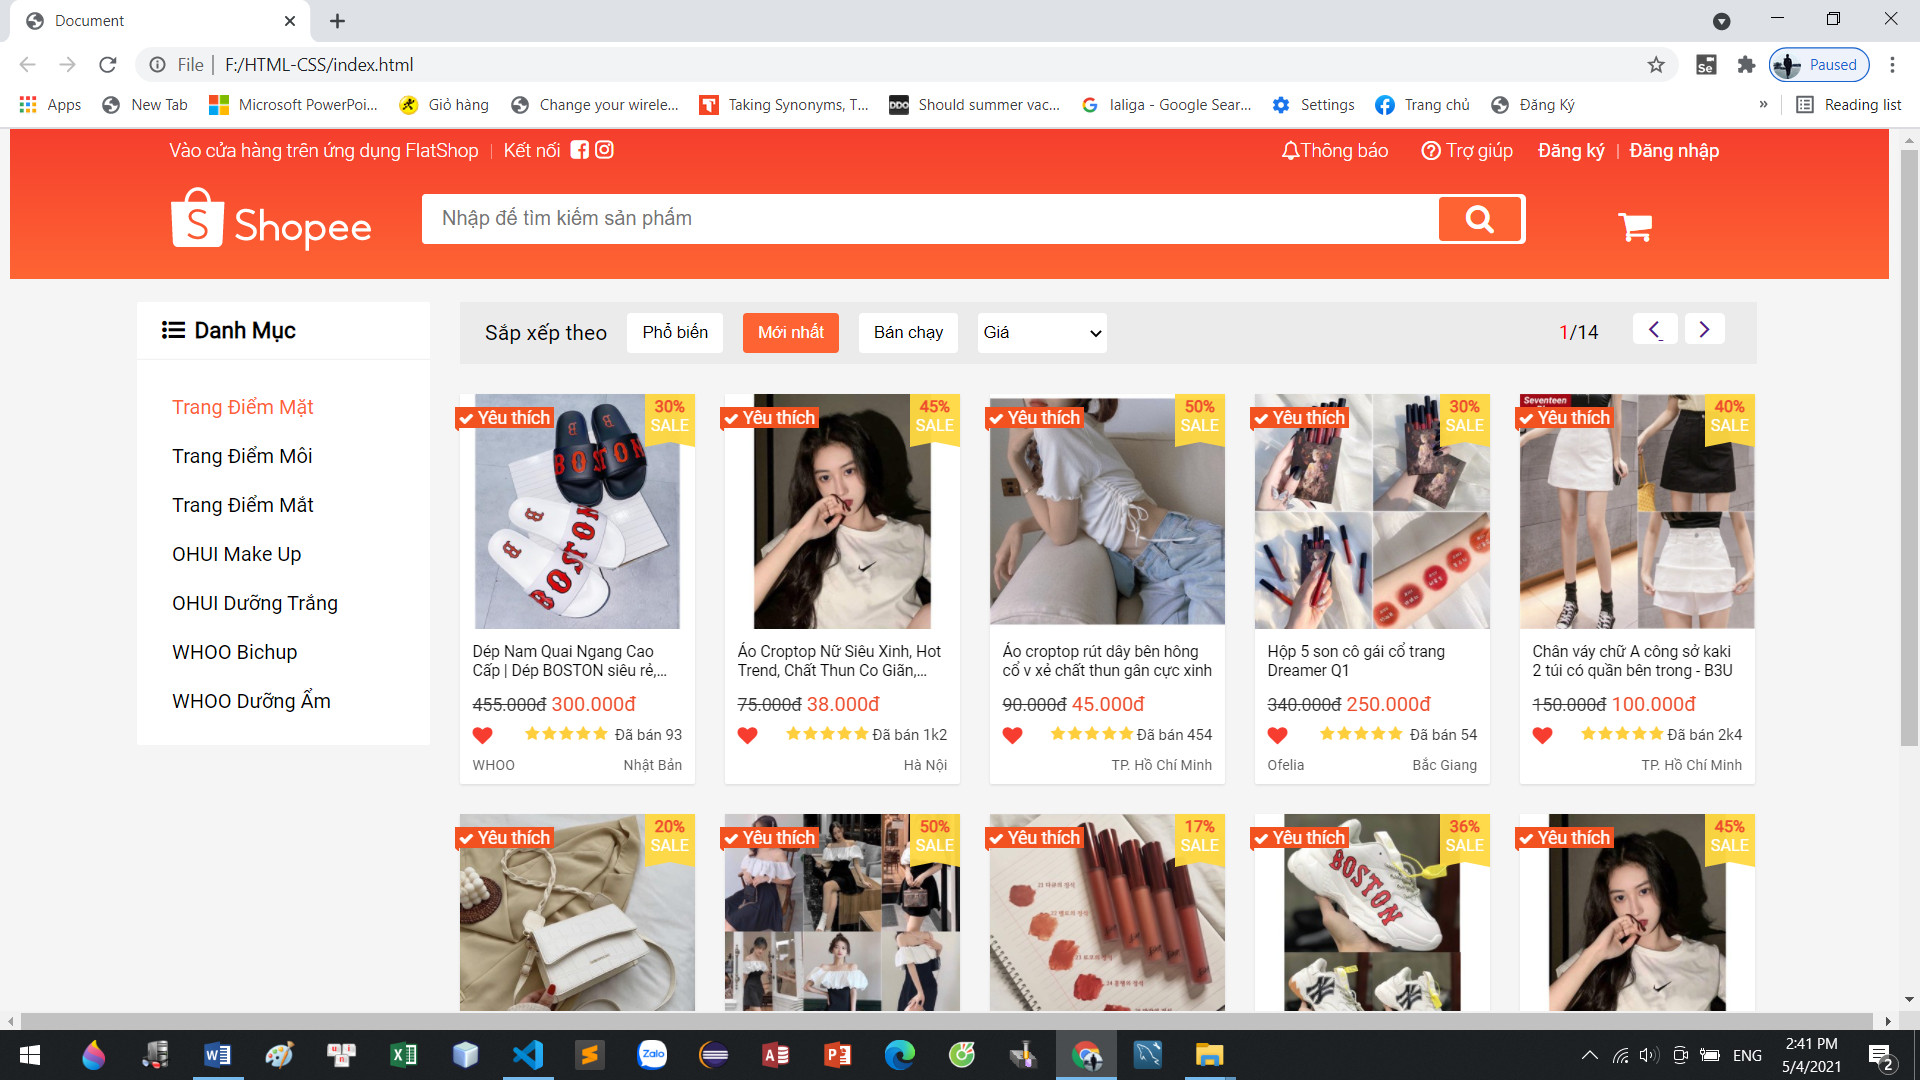 Document
File | F:/HTML-CSS/index.html
Paused
Apps
New Tab
Microsoft PowerPoi...
Giỏ hàng
Change your wirele...
Taking Synonyms, T...
DDO
Should summer vac...
laliga - Google Sear...
Settings
Trang chủ
Đăng Ký
»
Reading list
Vào cửa hàng trên ứng dụng FlatShop | Kết nối
Thông báo
Trợ giúp
Đăng ký | Đăng nhập
S Shopee
Nhập để tìm kiếm sản phẩm
Danh Mục
Trang Điểm Mặt
Trang Điểm Môi
Trang Điểm Mắt
OHUI Make Up
OHUI Dưỡng Trắng
WHOO Bichup
WHOO Dưỡng Ẩm
Sắp xếp theo
Phổ biến
Mới nhất
Bán chạy
Giá
1/14
Yêu thích
30%
SALE
BOSTON
BOSTON
Dép Nam Quai Ngang Cao
Cấp | Dép BOSTON siêu rẻ,...
455.000đ 300.000đ
Đã bán 93
WHOO
Nhật Bản
Yêu thích
45%
SALE
Áo Croptop Nữ Siêu Xinh, Hot
Trend, Chất Thun Co Giãn,...
75.000đ 38.000đ
Đã bán 1k2
Hà Nội
Yêu thích
50%
SALE
Áo croptop rút dây bên hông
cổ v xẻ chất thun gân cực xinh
90.000đ 45.000đ
Đã bán 454
TP. Hồ Chí Minh
Yêu thích
30%
SALE
Hộp 5 son cô gái cổ trang
Dreamer Q1
340.000đ 250.000đ
Đã bán 54
Ofelia
Bắc Giang
Seventeen
Yêu thích
40%
SALE
Chân váy chữ A công sở kaki
2 túi có quần bên trong - B3U
150.000đ 100.000đ
Đã bán 2k4
TP. Hồ Chí Minh
Yêu thích
20%
SALE
Yêu thích
50%
SALE
Yêu thích
17%
SALE
Yêu thích
36%
SALE
BOSTON
Yêu thích
45%
SALE
Zalo
ENG
2:41 PM
5/4/2021
2